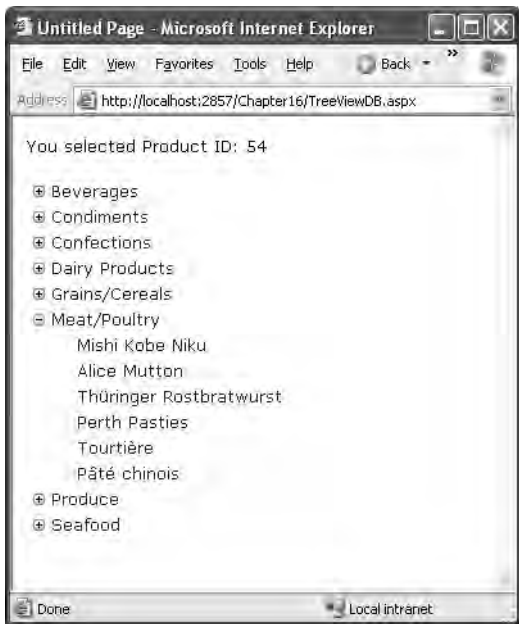 Untitled Page - Microsoft Internet Explorer
File Edit View Favorites Tools Help Back »
Address http://localhost:2857/Chapter16/TreeViewDB.aspx
You selected Product ID: 54
Beverages
Condiments
Confections
Dairy Products
Grains/Cereals
Meat/Poultry
Mishi Kobe Niku
Alice Mutton
Thüringer Rostbratwurst
Perth Pasties
Tourtière
Pâté chinois
Produce
Seafood
Done Local intranet